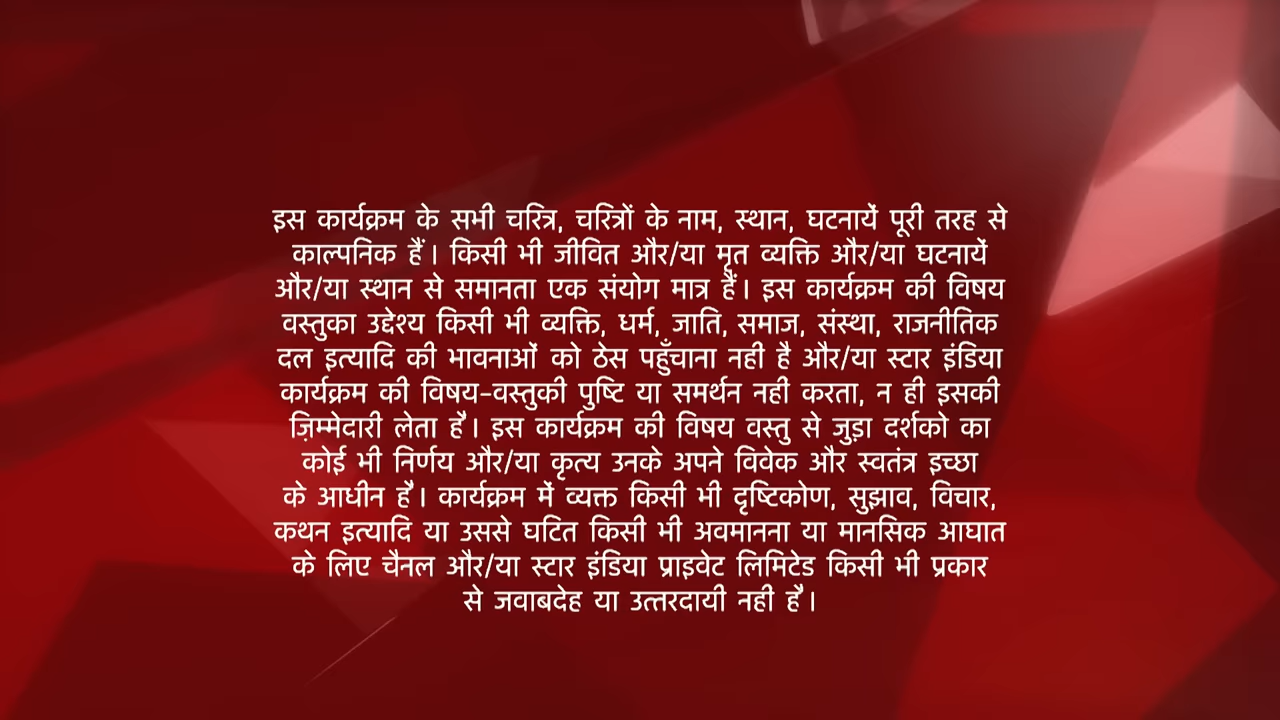 इस कार्यक्रम के सभी चरित्र, चरित्रों के नाम, स्थान, घटनायें पूरी तरह से
काल्पनिक हैं। किसी भी जीवित और/या मृत व्यक्ति और/या घटनायें
और/या स्थान से समानता एक संयोग मात्र हैं। इस कार्यक्रम की विषय
वस्तुका उद्देश्य किसी भी व्यक्ति, धर्म, जाति, समाज, संस्था, राजनीतिक
दल इत्यादि की भावनाओं को ठेस पहुँचाना नही है और/या स्टार इंडिया
कार्यक्रम की विषय-वस्तुकी पुष्टि या समर्थन नही करता, न ही इसकी
ज़िम्मेदारी लेता हैं। इस कार्यक्रम की विषय वस्तु से जुड़ा दर्शको का
कोई भी निर्णय और/या कृत्य उनके अपने विवेक और स्वतंत्र इच्छा
के आधीन हैं। कार्यक्रम में व्यक्त किसी भी दृष्टिकोण, सुझाव, विचार,
कथन इत्यादि या उससे घटित किसी भी अवमानना या मानसिक आघात
के लिए चैनल और/या स्टार इंडिया प्राइवेट लिमिटेड किसी भी प्रकार
से जवाबदेह या उत्तरदायी नही हैं।